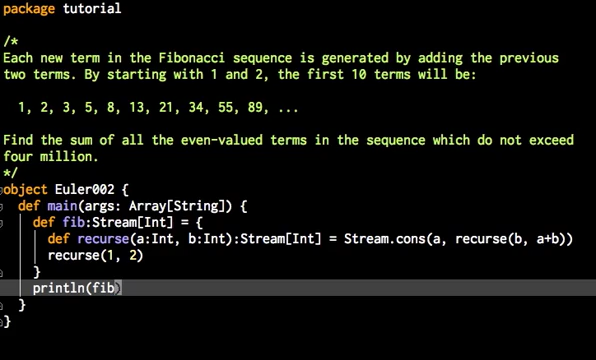 package tutorial
/*
Each new term in the Fibonacci sequence is generated by adding the previous
two terms. By starting with 1 and 2, the first 10 terms will be:
1, 2, 3, 5, 8, 13, 21, 34, 55, 89, ...
Find the sum of all the even-valued terms in the sequence which do not exceed
four million.
*/
object Euler002 {
def main(args: Array[String]) {
def fib:Stream[Int] = {
def recurse(a:Int, b:Int):Stream[Int] = Stream.cons(a, recurse(b, a+b))
recurse(1, 2)
}
println(fib)
}
}